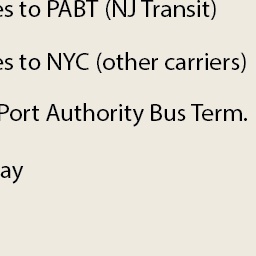 es to PABT (NJ Transit)
es to NYC (other carriers)
Port Authority Bus Term.
ay